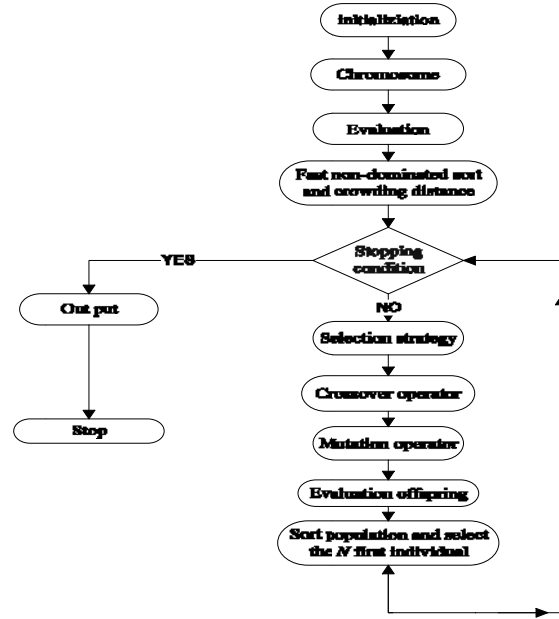 initializiation
Chromosome
Evaluation
Fast non-dominated sort
and crowding distance
Stopping
condition
YES
NO
Out put
Stop
Selection strategy
Crossover operator
Mutation operator
Evaluation offspring
Sort population and select
the N first individual